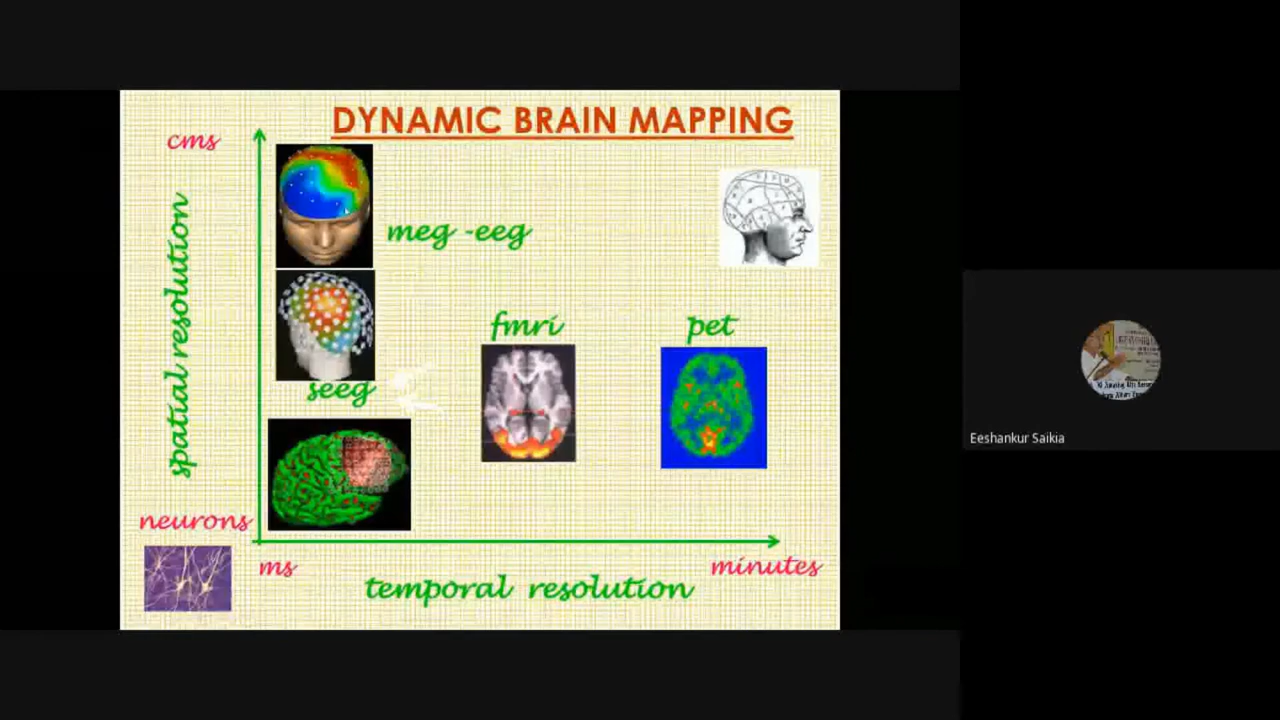 DYNAMIC BRAIN MAPPING
cms
spatial resolution
meg -eeg
fmri
pet
seeg
neurons
ms
minutes
temporal resolution
Eeshankur Saikia